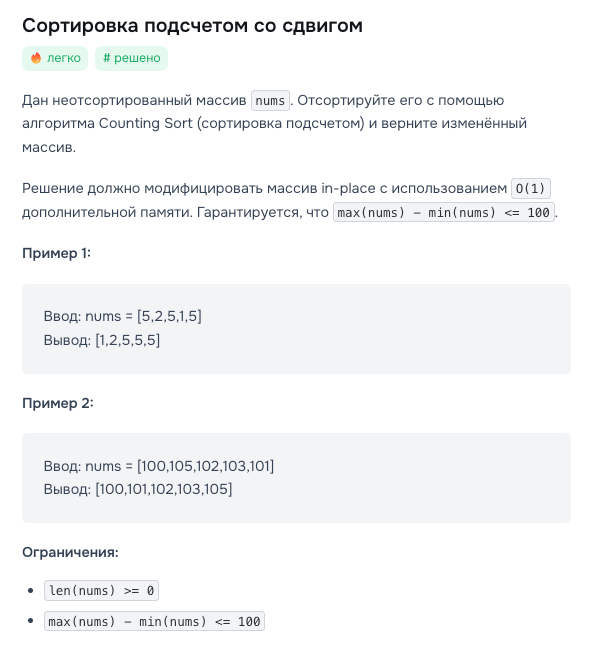 Сортировка подсчетом со сдвигом
🔥 легко # решено
Дан неотсортированный массив nums. Отсортируйте его с помощью
алгоритма Counting Sort (сортировка подсчетом) и верните изменённый
массив.
Решение должно модифицировать массив in-place с использованием O(1)
дополнительной памяти. Гарантируется, что max(nums) − min(nums) <= 100.
Пример 1:
Ввод: nums = [5,2,5,1,5]
Вывод: [1,2,5,5,5]
Пример 2:
Ввод: nums = [100,105,102,103,101]
Вывод: [100,101,102,103,105]
Ограничения:
• len(nums) >= 0
• max(nums) − min(nums) <= 100